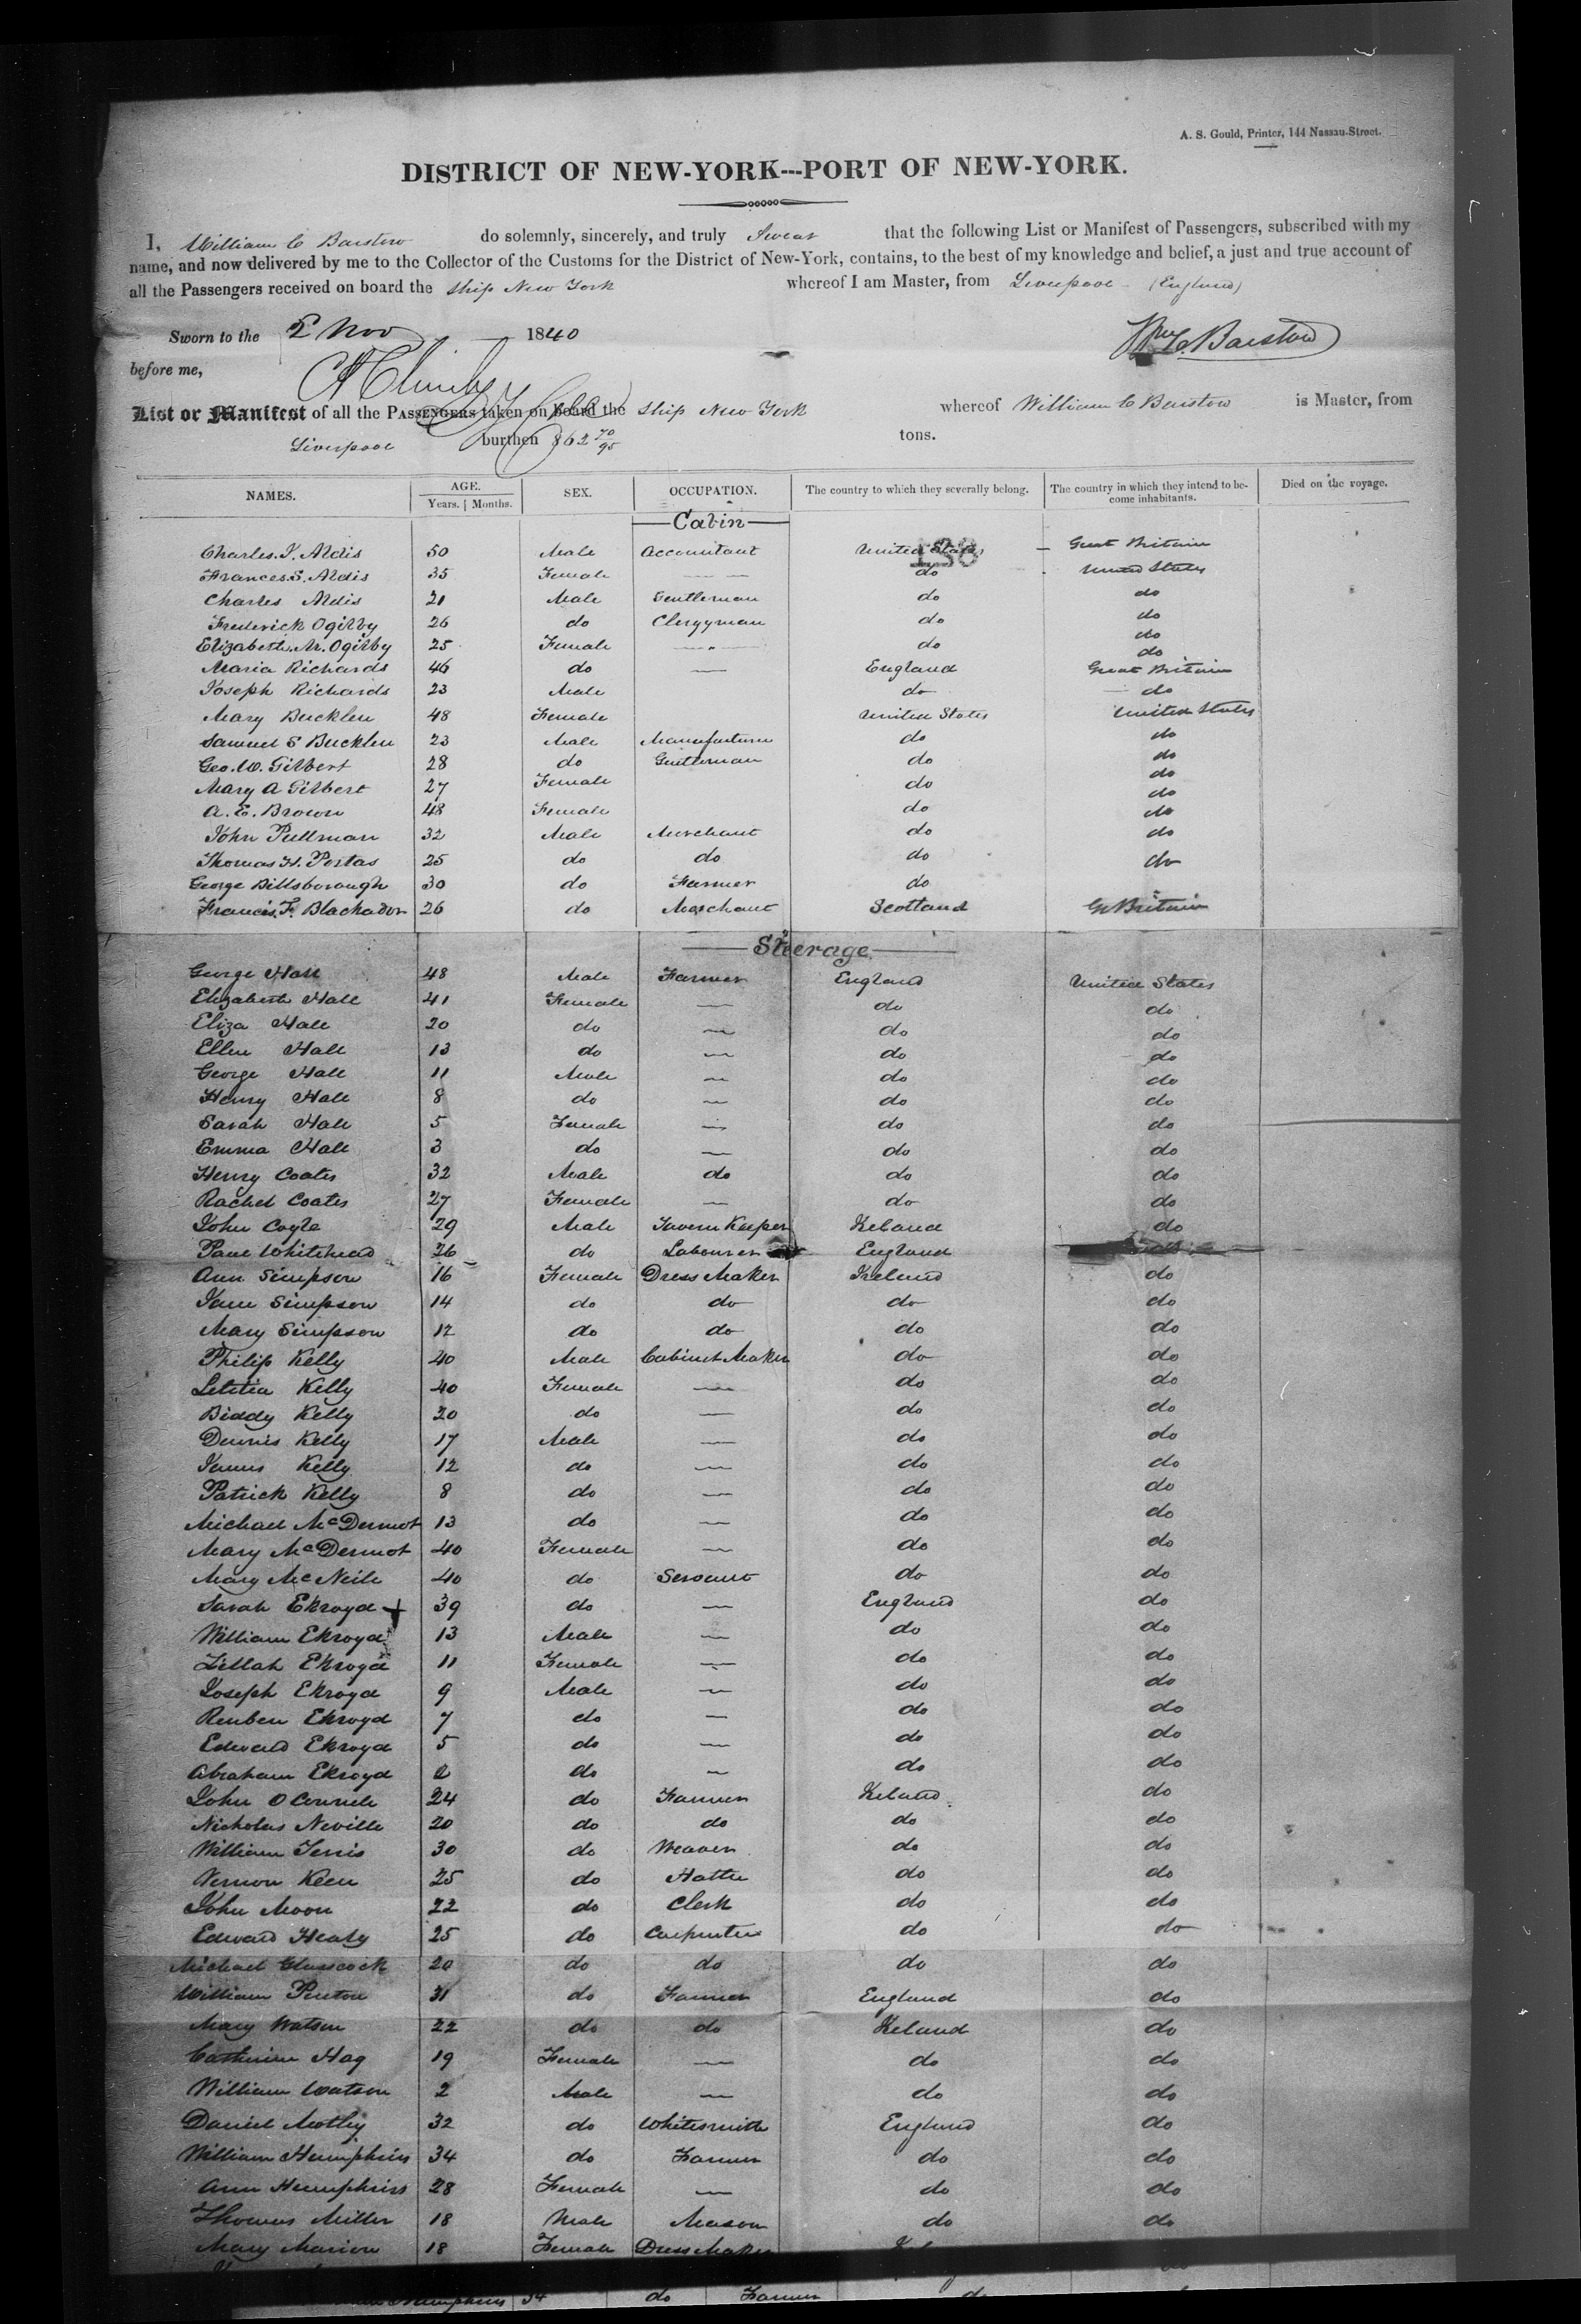 A. S. Gould, Printer, 144 Nassau-Street.
DISTRICT OF NEW-YORK---PORT OF NEW-YORK.
I, William C Barstow do solemnly, sincerely, and truly swear that the following List or Manifest of Passengers, subscribed with my
name, and now delivered by me to the Collector of the Customs for the District of New-York, contains, to the best of my knowledge and belief, a just and true account of
all the Passengers received on board the ship New York whereof I am Master, from Liverpool (England)
Sworn to the 2 Nov 1840
Wm C. Barstow
before me,
List or Manifest of all the PASSENGERS taken on board the ship New York whereof William C Barstow is Master, from
Liverpool burthen 862 70/95 tons.
NAMES. AGE. Years. Months. SEX. OCCUPATION. The country to which they severally belong. The country in which they intend to become inhabitants. Died on the voyage.
Cabin
Charles. J. Aldis 50 Male Accountant United States Great Britain
Frances. S. Aldis 35 Female — — do United States
Charles Aldis 21 Male Gentleman do do
Frederick Ogilby 26 do Clergyman do do
Elizabeth. M. Ogilby 25 Female — do do
do
Maria Richards 46 do — England Great Britain
Joseph Richards 23 Male do do
Mary Bucklen 48 Female United States United States
Samuel S Bucklen 23 Male Manufacturer do do
Geo. W. Gilbert 28 do Gentleman do do
Mary A Gilbert 27 Female do do
A. E. Brown 48 Female do do
John Pullman 32 Male Merchant do do
Thomas H. Portas 25 do do do do
George Billsborough 30 do Farmer do do
Francis. F. Blackador 26 do Merchant Scotland Gt Britain
Steerage
George Hall 48 Male Farmer England United States
Elizabeth Hall 41 Female — do do
Eliza Hall 20 do — do do
Ellen Hall 13 do — do do
George Hall 11 Male — do do
Henry Hall 8 do — do do
Sarah Hall 5 Female — do do
Emma Hall 3 do — do do
Henry Coates 32 Male do do do
Rachel Coates 27 Female — do do
John Coyle 29 Male Tavern Keeper Ireland do
Paul Whitehead 26 do Labourer England
Ann Simpson 16 Female Dress Maker Ireland do
Jane Simpson 14 do do do do
Mary Simpson 12 do do do do
Philip Kelly 40 Male Cabinet Maker do do
Letitia Kelly 40 Female — do do
Biddy Kelly 20 do — do do
Dennis Kelly 17 Male — do do
James Kelly 12 do — do do
Patrick Kelly 8 do — do do
Michael McDermot 13 do — do do
Mary McDermot 40 Female — do do
Mary McNeile 40 do Servant do do
Sarah Ekroyd + 39 do — England do
William Ekroyd 13 Male — do do
Zillah Ekroyd 11 Female — do do
Joseph Ekroyd 9 Male — do do
Reuben Ekroyd 7 do — do do
Edward Ekroyd 5 do — do do
Abraham Ekroyd 2 do — do do
John O Connele 24 do Farmer Ireland do
Nicholas Neville 20 do do do do
William 30 do Weaver do do
Vernon Keen 25 do Hatter do do
John Moon 22 do Clerk do do
Edward Healy 25 do Carpenter do do
Michael Glasscock 20 do do do do
William Penton 31 do Farmer England do
Mary Watson 22 do do Ireland do
Catherine Hag 19 Female — do do
William Watson 2 Male — do do
Daniel Motley 32 do Whitesmith England do
William Humphries 34 do Farmer do do
Ann Humphries 28 Female — do do
Thomas Miller 18 Male Mason do do
Mary Marion 18 Female Dress Maker
Humphries 34 do Farmer do